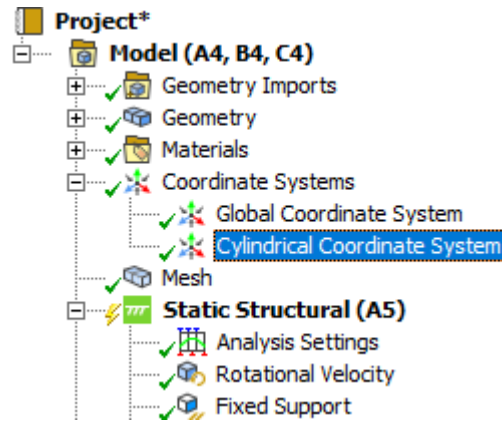 Project*
Model (A4, B4, C4)
Geometry Imports
Geometry
Materials
Coordinate Systems
Global Coordinate System
Cylindrical Coordinate System
Mesh
Static Structural (A5)
Analysis Settings
Rotational Velocity
Fixed Support